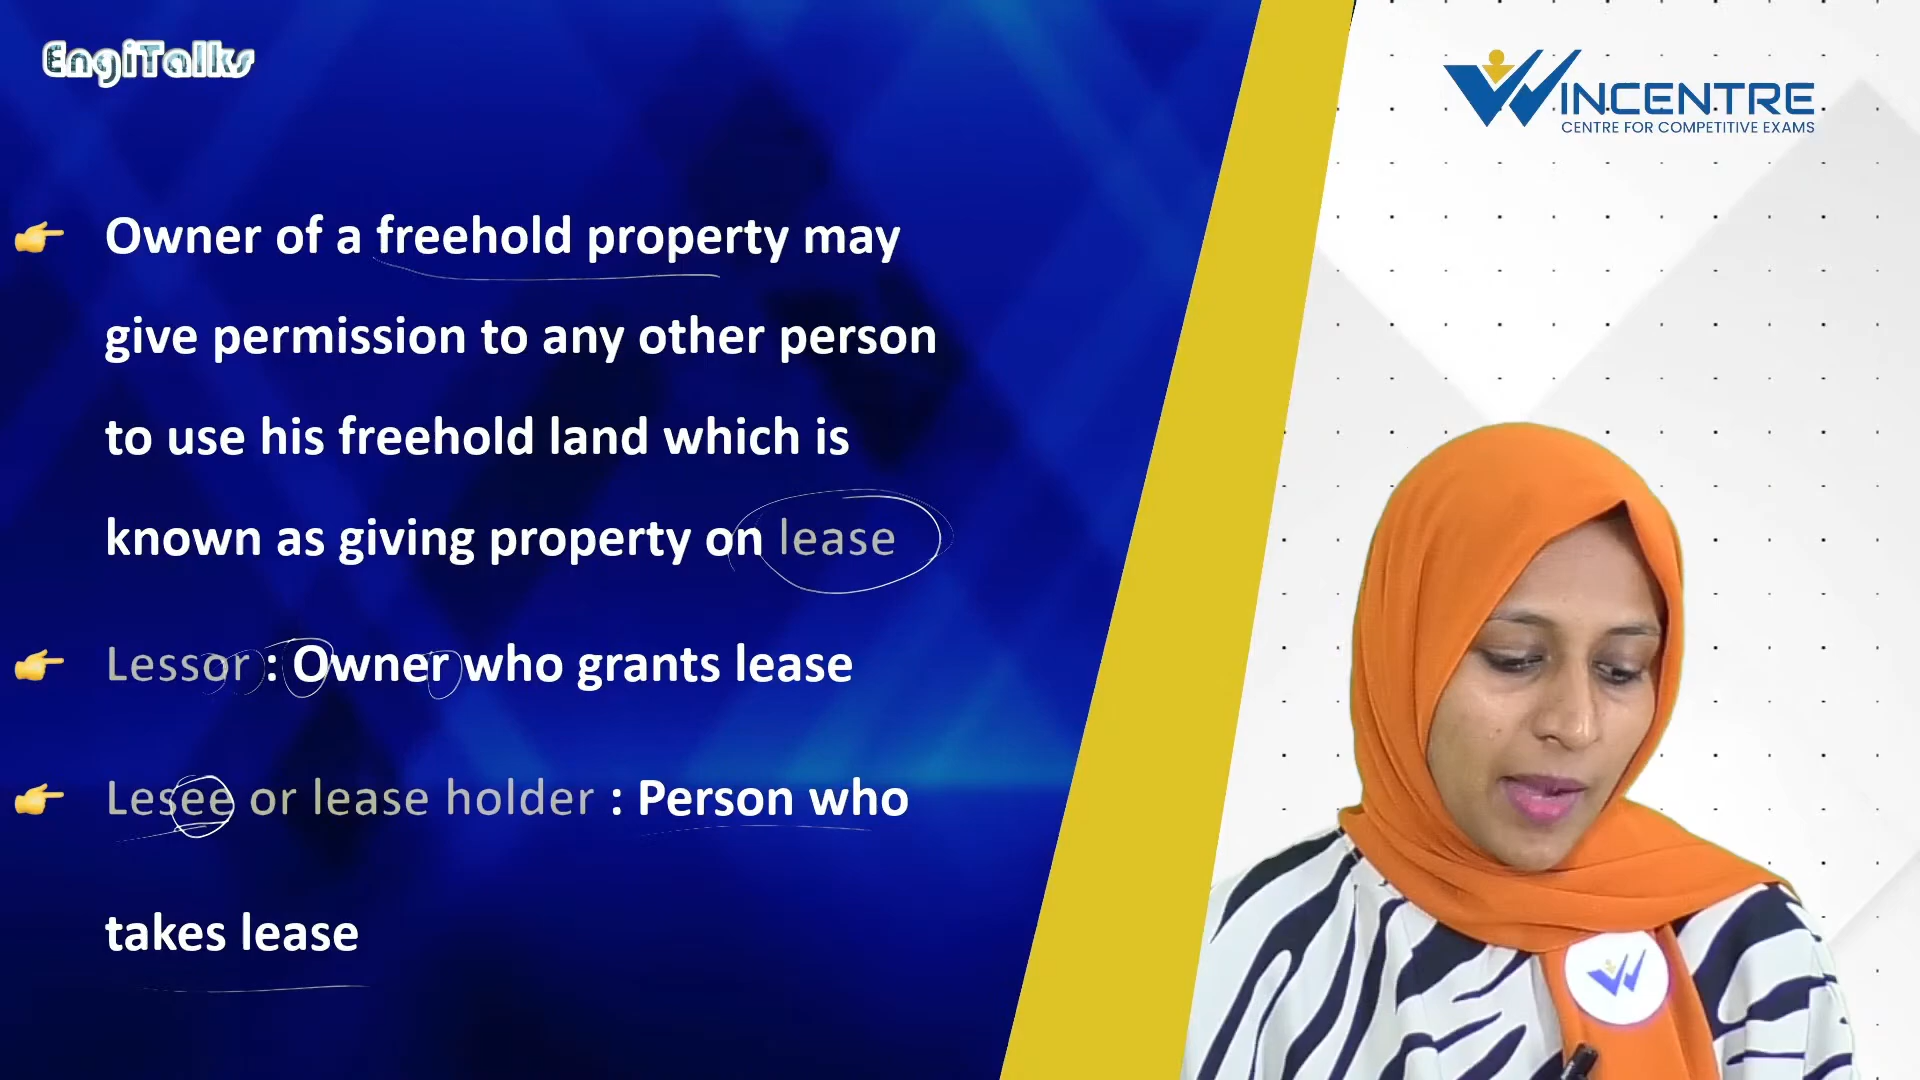 EngiTalks
WINCENTRE
CENTRE FOR COMPETITIVE EXAMS
Owner of a freehold property may
give permission to any other person
to use his freehold land which is
known as giving property on lease
Lessor : Owner who grants lease
Lesee or lease holder : Person who
takes lease